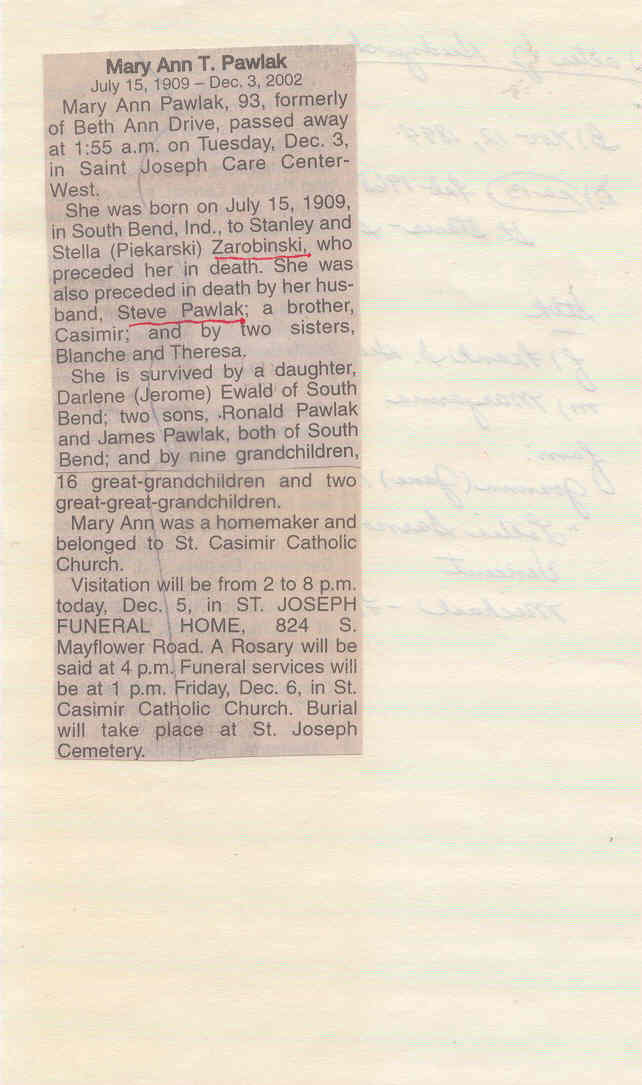 Mary Ann T. Pawlak
July 15, 1909 – Dec. 3, 2002
Mary Ann Pawlak, 93, formerly
of Beth Ann Drive, passed away
at 1:55 a.m. on Tuesday, Dec. 3,
in Saint Joseph Care Center-
West.
She was born on July 15, 1909,
in South Bend, Ind., to Stanley and
Stella (Piekarski) Zarobinski, who
preceded her in death. She was
also preceded in death by her hus-
band, Steve Pawlak; a brother,
Casimir; and by two sisters,
Blanche and Theresa.
She is survived by a daughter,
Darlene (Jerome) Ewald of South
Bend; two sons, Ronald Pawlak
and James Pawlak, both of South
Bend; and by nine grandchildren,
16 great-grandchildren and two
great-great-grandchildren.
Mary Ann was a homemaker and
belonged to St. Casimir Catholic
Church.
Visitation will be from 2 to 8 p.m.
today, Dec. 5, in ST. JOSEPH
FUNERAL HOME, 824 S.
Mayflower Road. A Rosary will be
said at 4 p.m. Funeral services will
be at 1 p.m. Friday, Dec. 6, in St.
Casimir Catholic Church. Burial
will take place at St. Joseph
Cemetery.